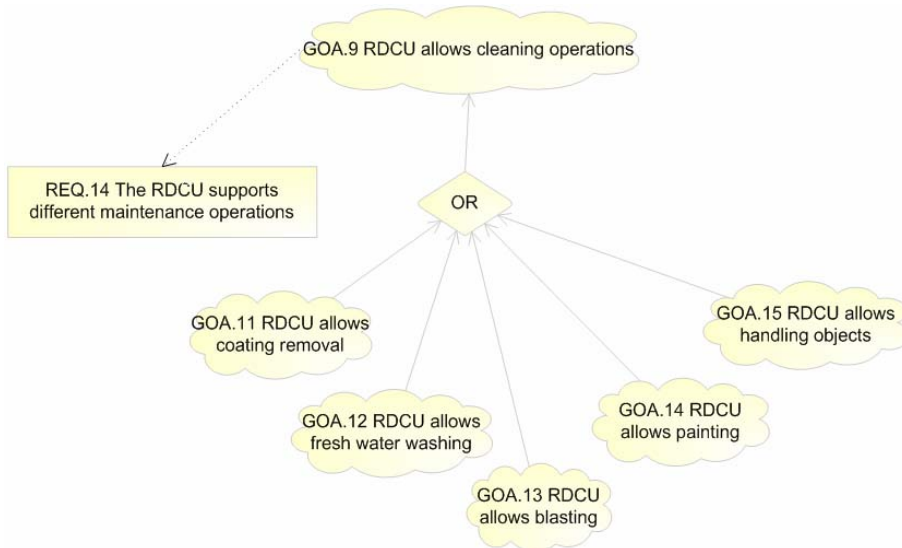 GOA.9 RDCU allows cleaning operations
REQ.14 The RDCU supports
different maintenance operations
OR
GOA.11 RDCU allows
coating removal
GOA.15 RDCU allows
handling objects
GOA.12 RDCU allows
fresh water washing
GOA.14 RDCU
allows painting
GOA.13 RDCU
allows blasting